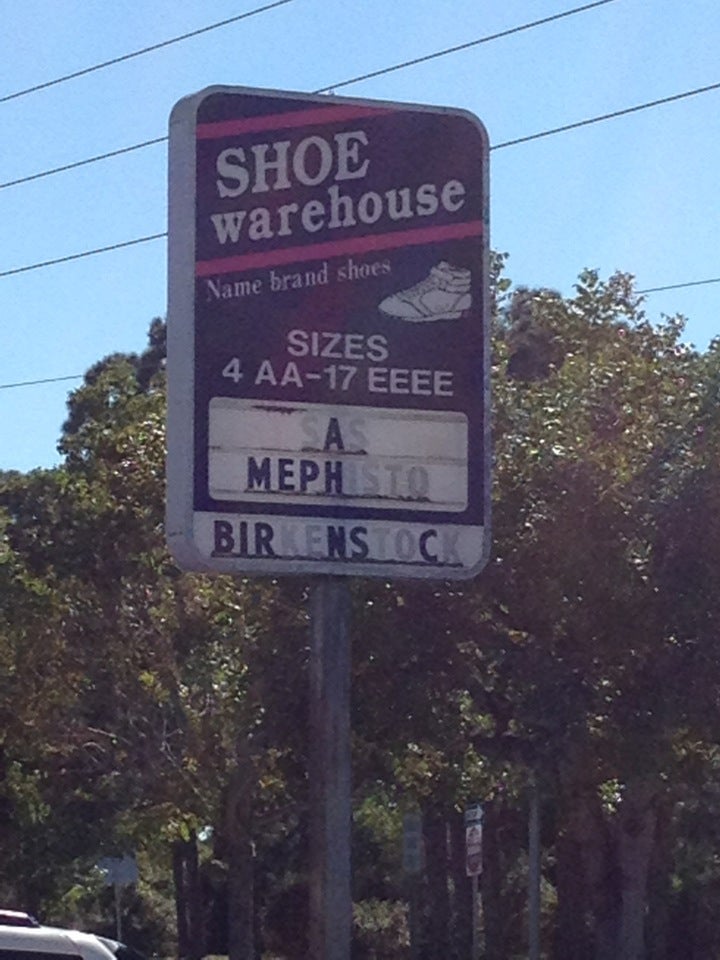 SHOE
warehouse
Name brand shoes
SIZES
4 AA-17 EEEE
SAS
MEPHISTO
BIRKENSTOCK